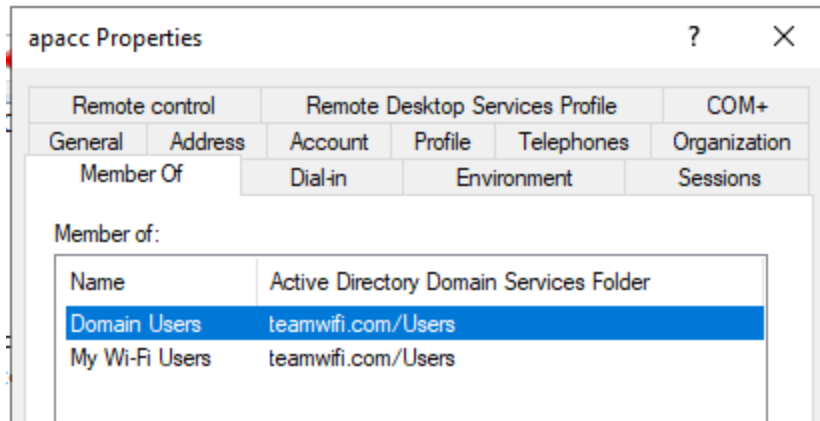 apacc Properties ? ×
Remote control Remote Desktop Services Profile COM+
General Address Account Profile Telephones Organization
Member Of Dial-in Environment Sessions
Member of:
Name Active Directory Domain Services Folder
Domain Users teamwifi.com/Users
My Wi-Fi Users teamwifi.com/Users